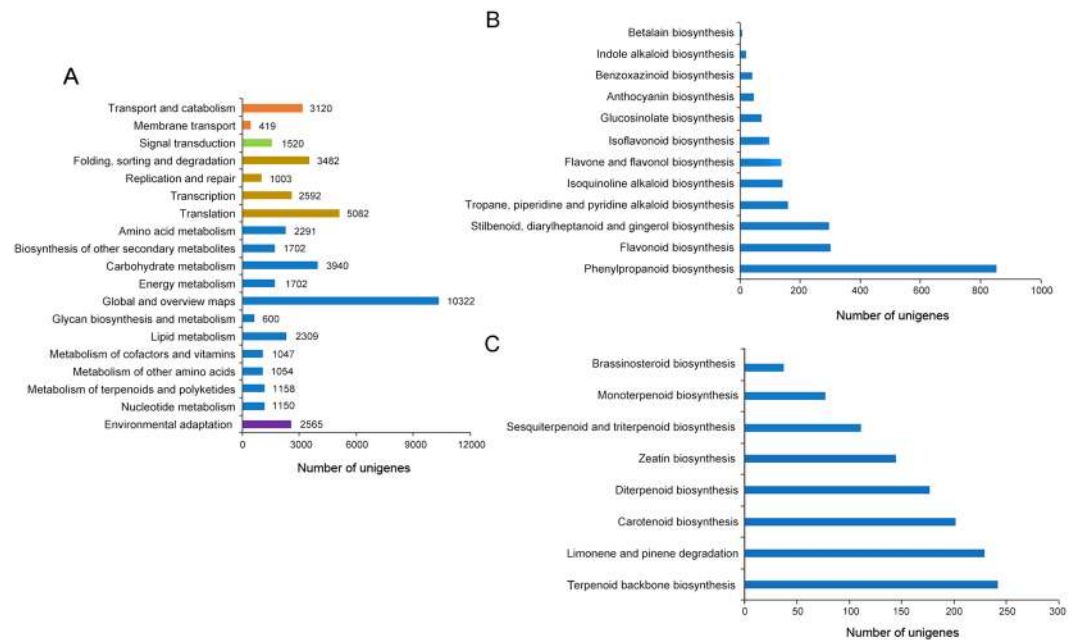 A
Transport and catabolism 3120
Membrane transport 419
Signal transduction 1520
Folding, sorting and degradation 3482
Replication and repair 1003
Transcription 2592
Translation 5082
Amino acid metabolism 2291
Biosynthesis of other secondary metabolites 1702
Carbohydrate metabolism 3940
Energy metabolism 1702
Global and overview maps 10322
Glycan biosynthesis and metabolism 600
Lipid metabolism 2309
Metabolism of cofactors and vitamins 1047
Metabolism of other amino acids 1054
Metabolism of terpenoids and polyketides 1158
Nucleotide metabolism 1150
Environmental adaptation 2565
0 3000 6000 9000 12000
Number of unigenes
B
Betalain biosynthesis
Indole alkaloid biosynthesis
Benzoxazinoid biosynthesis
Anthocyanin biosynthesis
Glucosinolate biosynthesis
Isoflavonoid biosynthesis
Flavone and flavonol biosynthesis
Isoquinoline alkaloid biosynthesis
Tropane, piperidine and pyridine alkaloid biosynthesis
Stilbenoid, diarylheptanoid and gingerol biosynthesis
Flavonoid biosynthesis
Phenylpropanoid biosynthesis
0 200 400 600 800 1000
Number of unigenes
C
Brassinosteroid biosynthesis
Monoterpenoid biosynthesis
Sesquiterpenoid and triterpenoid biosynthesis
Zeatin biosynthesis
Diterpenoid biosynthesis
Carotenoid biosynthesis
Limonene and pinene degradation
Terpenoid backbone biosynthesis
0 50 100 150 200 250 300
Number of unigenes